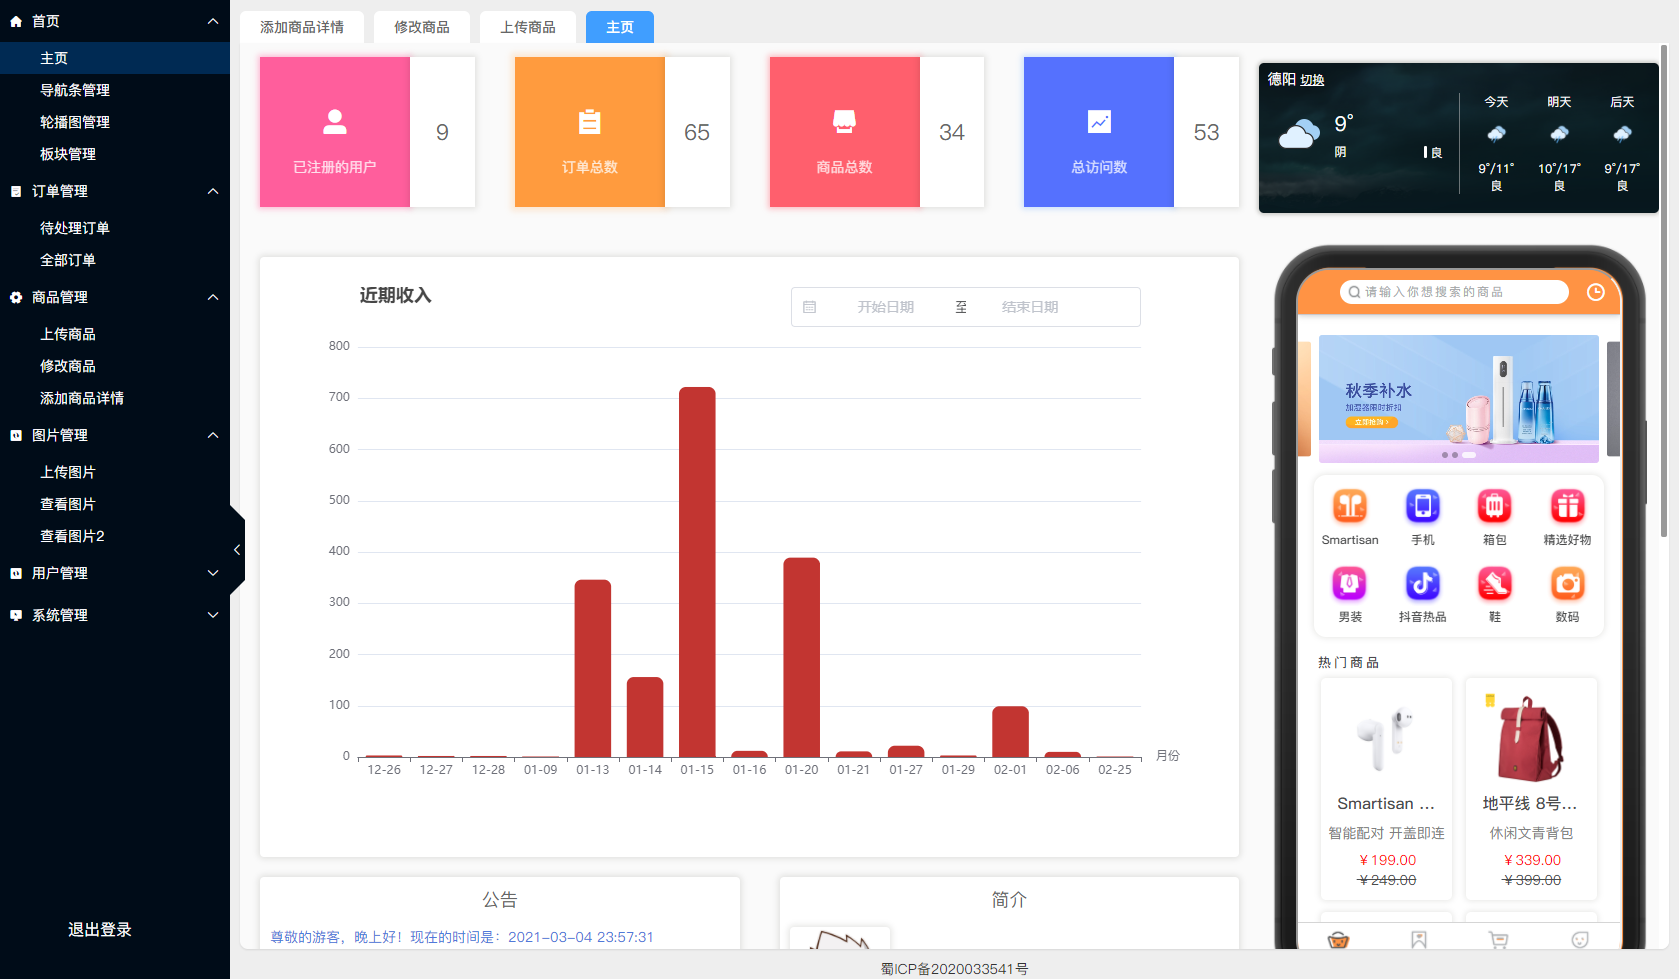 首页
主页
导航条管理
轮播图管理
板块管理
订单管理
待处理订单
全部订单
商品管理
上传商品
修改商品
添加商品详情
图片管理
上传图片
查看图片
查看图片2
用户管理
系统管理
退出登录
添加商品详情 修改商品 上传商品 主页
已注册的用户 9
订单总数 65
商品总数 34
总访问数 53
德阳 切换
9°
阴
良
今天 明天 后天
9°/11° 10°/17° 9°/17°
良 良 良
近期收入
开始日期 至 结束日期
800
700
600
500
400
300
200
100
0
12-26 12-27 12-28 01-09 01-13 01-14 01-15 01-16 01-20 01-21 01-27 01-29 02-01 02-06 02-25
月份
请输入你想搜索的商品
秋季补水
加湿器限时折扣
立即抢购 >
Smartisan 手机 箱包 精选好物
男装 抖音热品 鞋 数码
热门商品
Smartisan ...
智能配对 开盖即连
￥199.00
￥249.00
地平线 8号...
休闲文青背包
￥339.00
￥399.00
公告
尊敬的游客，晚上好！现在的时间是：2021-03-04 23:57:31
简介
蜀ICP备2020033541号